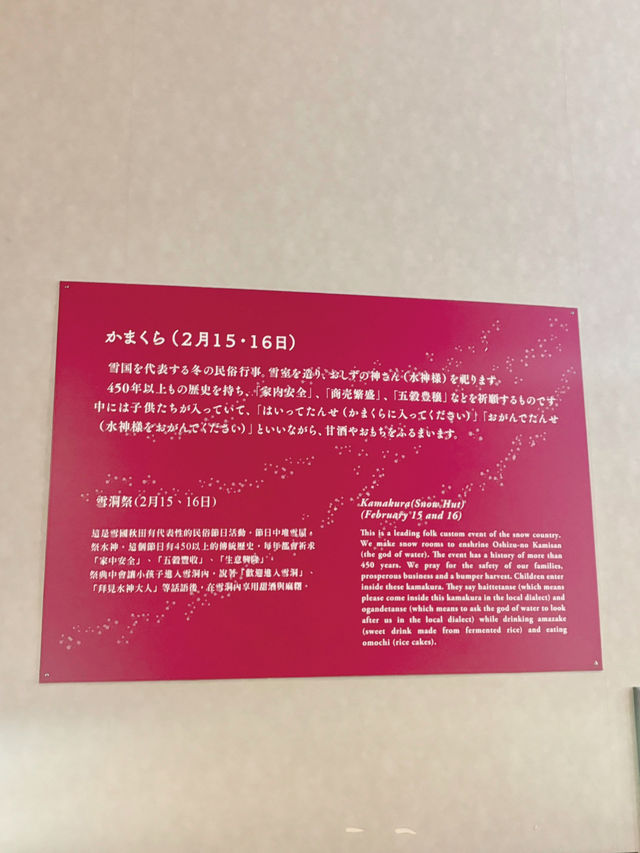 かまくら(2月15・16日)
雪国を代表する冬の民俗行事。雪室を造り、おしずの神さん(水神様)を祀ります。
450年以上もの歴史を持ち、「家内安全」、「商売繁盛」、「五穀豊穣」などを祈願するものです。
中には子供たちが入っていて、「はいってたんせ(かまくらに入ってください)」「おがんでたんせ
(水神様をおがんでください)」といいながら、甘酒やおもちをふるまいます。
雪洞祭(2月15、16日)
這是雪國秋田有代表性的民俗節日活動。節日中堆雪屋,
祭水神。這個節日有450以上的傳統歷史,每年都會祈求
「家中安全」、「五穀豐收」、「生意興隆」。
祭典中會讓小孩子進入雪洞內,說著『歡迎進入雪洞」、
「拜見水神大人」等話語後,在雪洞內享用甜酒與麻糬。
Kamakura(Snow Hut)
(February 15 and 16)
This is a leading folk custom event of the snow country.
We make snow rooms to enshrine Oshizu-no Kamisan
(the god of water). The event has a history of more than
450 years. We pray for the safety of our families,
prosperous business and a bumper harvest. Children enter
inside these kamakura. They say haittetanse (which means
please come inside this kamakura in the local dialect) and
ogandetanse (which means to ask the god of water to look
after us in the local dialect) while drinking amazake
(sweet drink made from fermented rice) and eating
omochi (rice cakes).